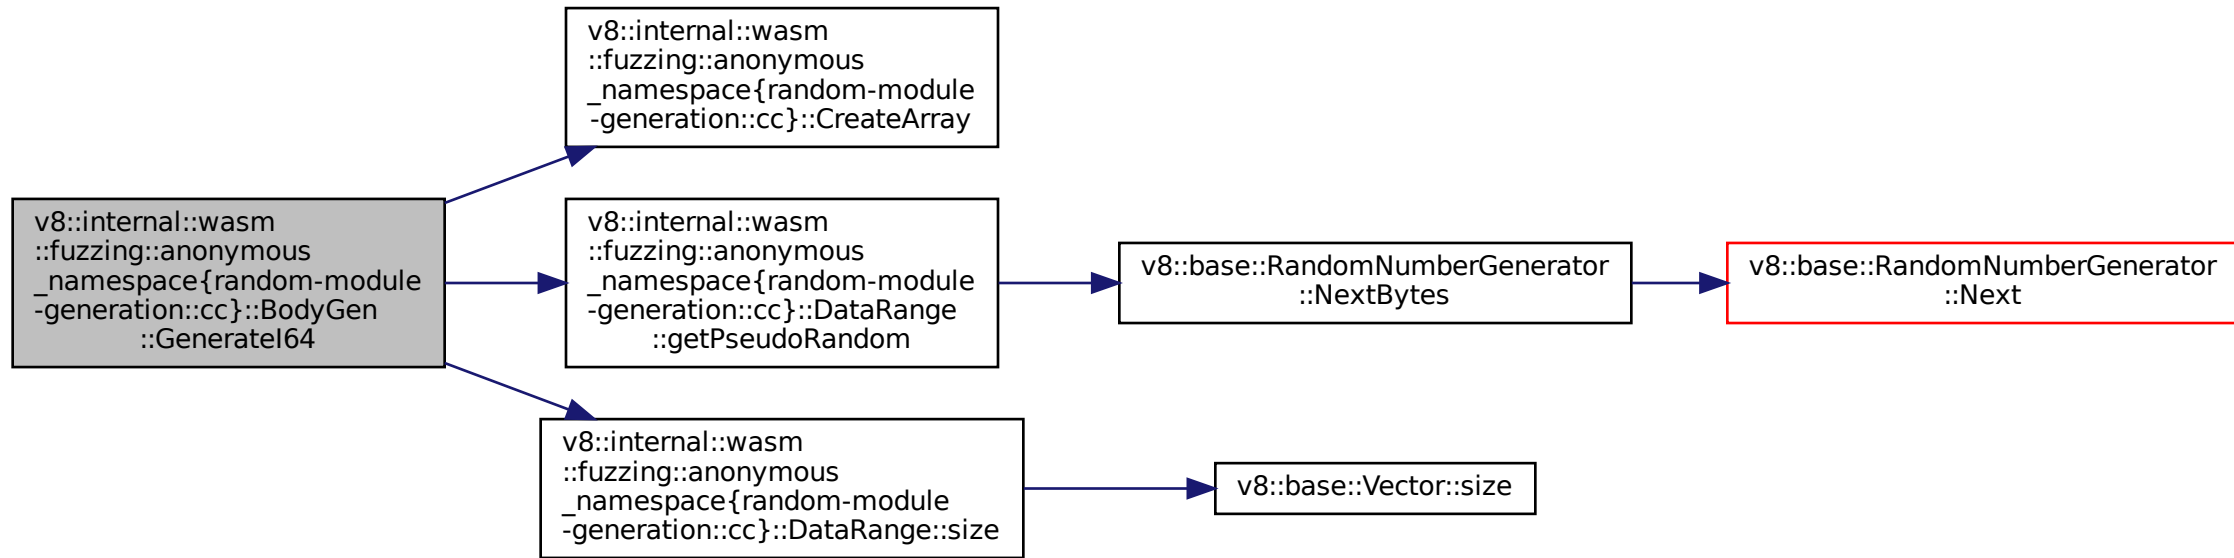 v8::internal::wasm
::fuzzing::anonymous
_namespace{random-module
-generation::cc}::BodyGen
::GenerateI64
v8::internal::wasm
::fuzzing::anonymous
_namespace{random-module
-generation::cc}::CreateArray
v8::internal::wasm
::fuzzing::anonymous
_namespace{random-module
-generation::cc}::DataRange
::getPseudoRandom
v8::base::RandomNumberGenerator
::NextBytes
v8::base::RandomNumberGenerator
::Next
v8::internal::wasm
::fuzzing::anonymous
_namespace{random-module
-generation::cc}::DataRange::size
v8::base::Vector::size